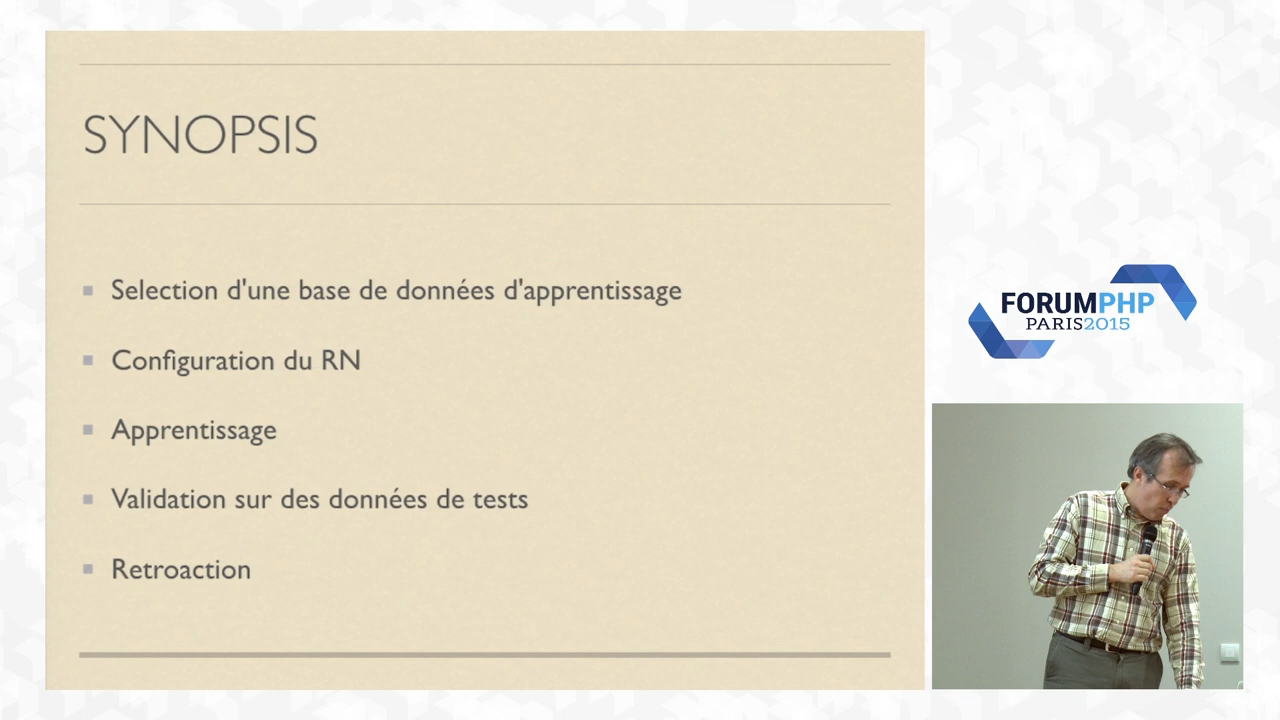 SYNOPSIS
Selection d'une base de données d'apprentissage
Configuration du RN
Apprentissage
Validation sur des données de tests
Retroaction
FORUMPHP
PARIS2015